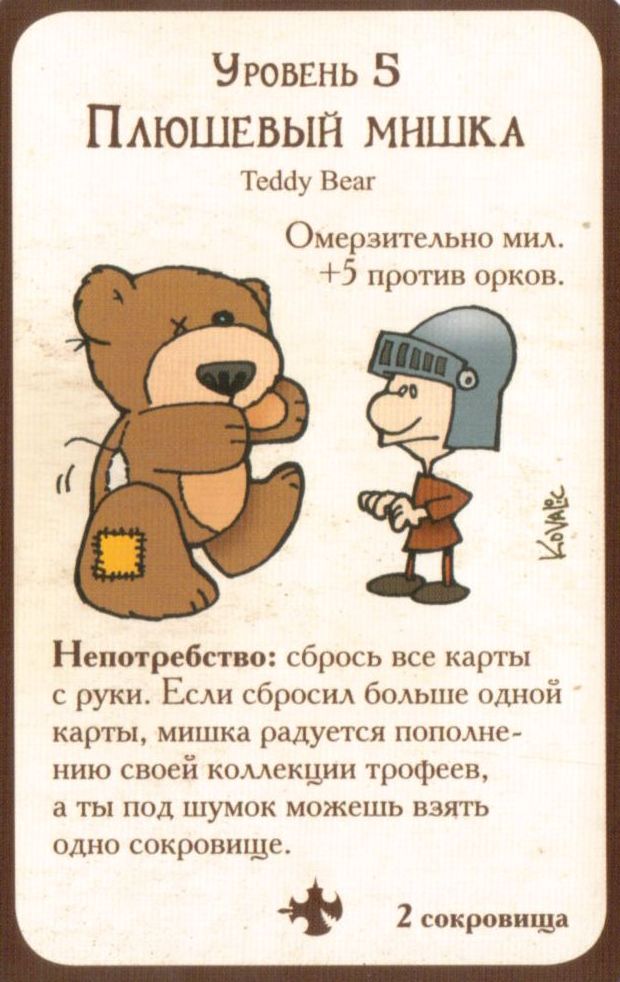 Уровень 5
Плюшевый мишка
Teddy Bear
Омерзительно мил.
+5 против орков.
Kovalic
Непотребство: сбрось все карты
с руки. Если сбросил больше одной
карты, мишка радуется пополне-
нию своей коллекции трофеев,
а ты под шумок можешь взять
одно сокровище.
2 сокровища